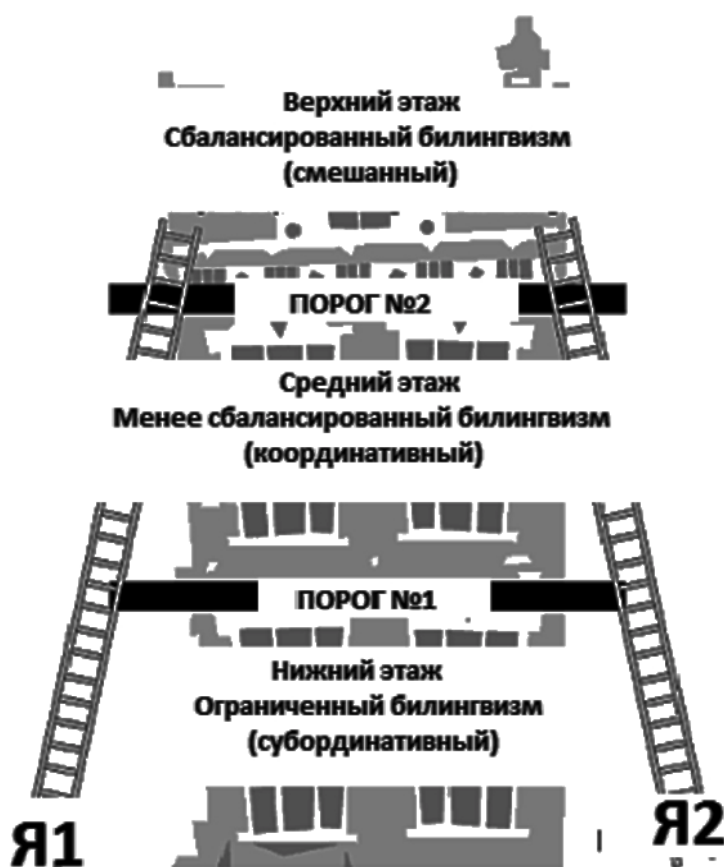 Верхний этаж
Сбалансированный билингвизм
(смешанный)
ПОРОГ №2
Средний этаж
Менее сбалансированный билингвизм
(координативный)
ПОРОГ №1
Нижний этаж
Ограниченный билингвизм
(субординативный)
Я1
Я2